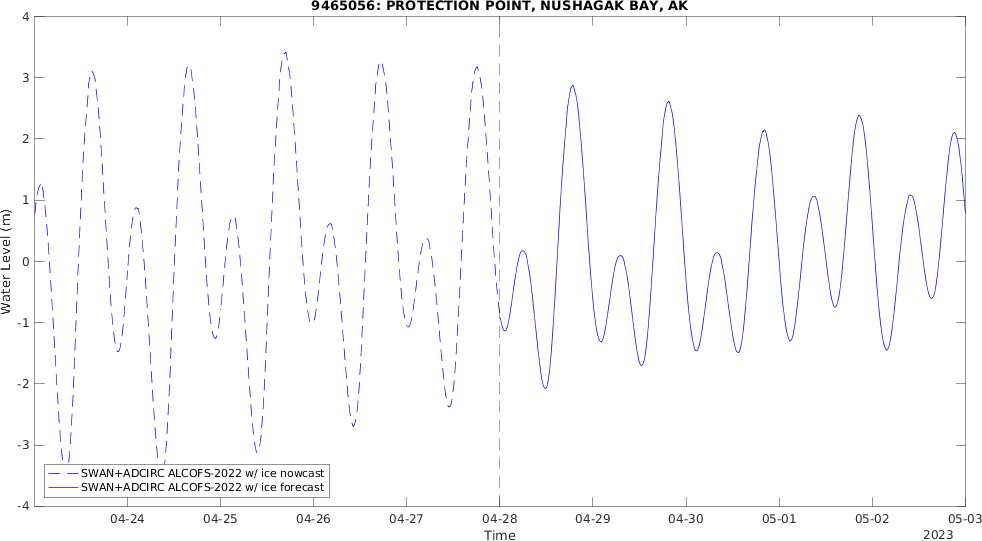 9465056: PROTECTION POINT, NUSHAGAK BAY, AK
Water Level (m)
4
3
2
1
0
-1
-2
-3
-4
SWAN+ADCIRC ALCOFS-2022 w/ ice nowcast
SWAN+ADCIRC ALCOFS-2022 w/ ice forecast
04-24 04-25 04-26 04-27 04-28 04-29 04-30 05-01 05-02 05-03
Time
2023